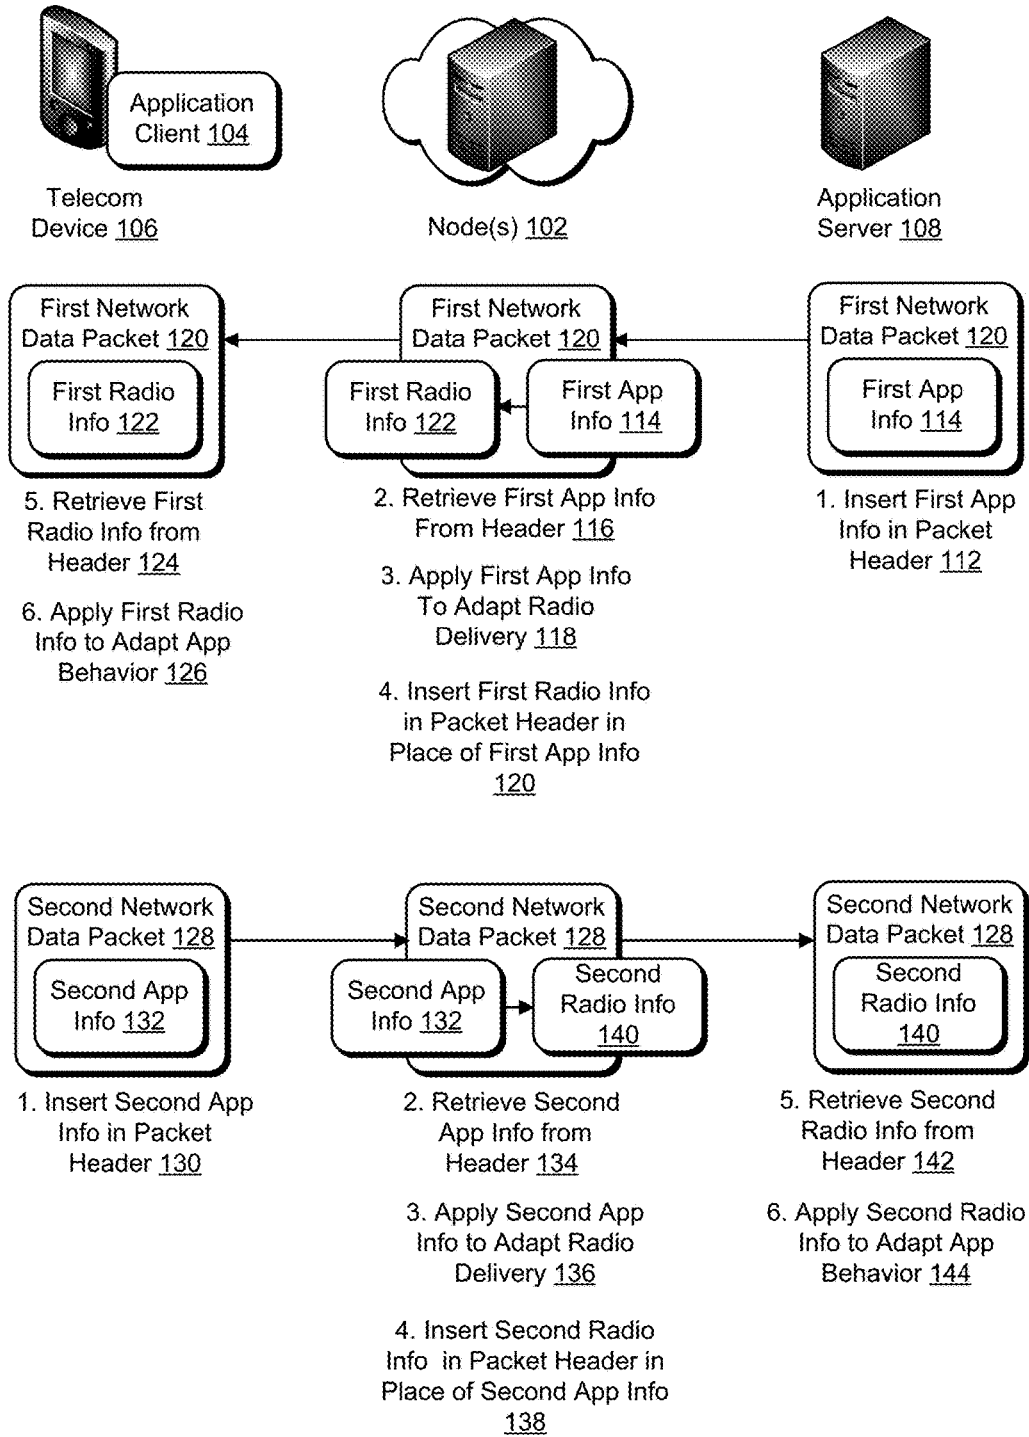 Application
Client 104
Telecom
Device 106
Node(s) 102
Application
Server 108
First Network
Data Packet 120
First Radio
Info 122
First Network
Data Packet 120
First Radio
Info 122
First App
Info 114
First Network
Data Packet 120
First App
Info 114
5. Retrieve First
Radio Info from
Header 124
6. Apply First Radio
Info to Adapt App
Behavior 126
2. Retrieve First App Info
From Header 116
3. Apply First App Info
To Adapt Radio
Delivery 118
4. Insert First Radio Info
in Packet Header in
Place of First App Info
120
1. Insert First App
Info in Packet
Header 112
Second Network
Data Packet 128
Second App
Info 132
Second Network
Data Packet 128
Second App
Info 132
Second
Radio Info
140
Second Network
Data Packet 128
Second
Radio Info
140
1. Insert Second App
Info in Packet
Header 130
2. Retrieve Second
App Info from
Header 134
3. Apply Second App
Info to Adapt Radio
Delivery 136
4. Insert Second Radio
Info in Packet Header in
Place of Second App Info
138
5. Retrieve Second
Radio Info from
Header 142
6. Apply Second Radio
Info to Adapt App
Behavior 144